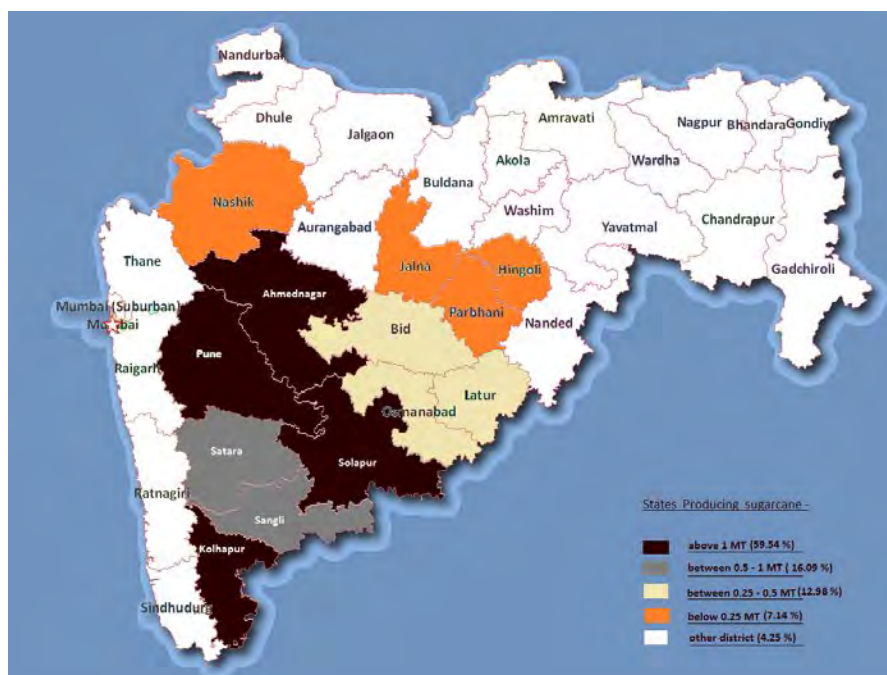 Nandurbar
Dhule
Jalgaon
Amravati
Nagpur
Bhandara
Gondiy
Akola
Wardha
Buldana
Nashik
Washim
Aurangabad
Yavatmal
Chandrapur
Thane
Jalna
Hingoli
Gadchiroli
Ahmednagar
Mumbai (Suburban)
Mumbai
Parbhani
Nanded
Bid
Pune
Raigarh
Latur
Osmanabad
Satara
Solapur
Ratnagiri
Sangli
Kolhapur
Sindhudurg
States Producing sugarcane -
above 1 MT (59.54 %)
between 0.5 - 1 MT ( 16.09 %)
between 0.25 - 0.5 MT (12.98 %)
below 0.25 MT (7.14 %)
other district (4.25 %)